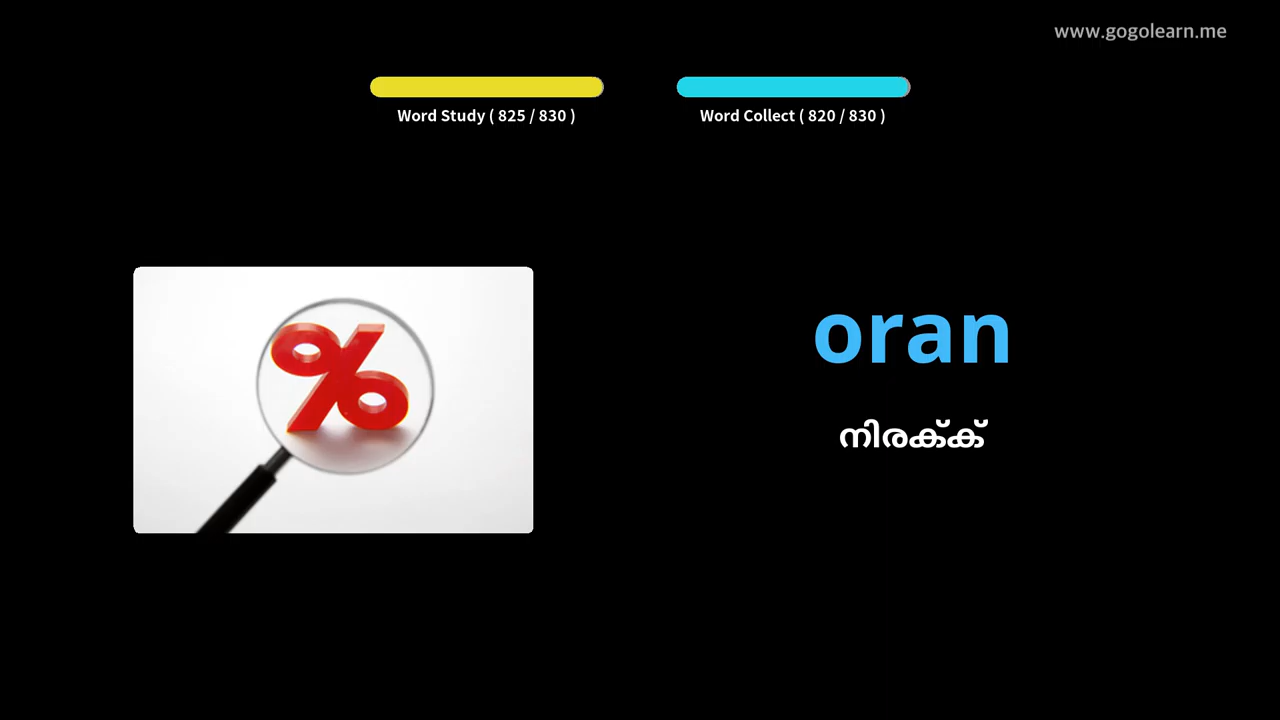 www.gogolearn.me
Word Study ( 825 / 830 )
Word Collect ( 820 / 830 )
%
oran
നിരക്ക്